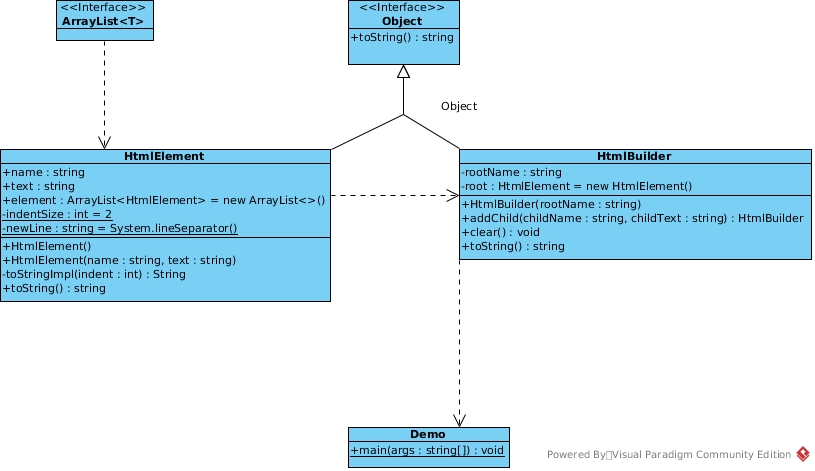 <<Interface>>
ArrayList<T>
<<Interface>>
Object
+toString() : string
Object
HtmlElement
+name : string
+text : string
+element : ArrayList<HtmlElement> = new ArrayList<>()
-indentSize : int = 2
-newLine : string = System.lineSeparator()
+HtmlElement()
+HtmlElement(name : string, text : string)
-toStringImpl(indent : int) : String
+toString() : string
HtmlBuilder
-rootName : string
-root : HtmlElement = new HtmlElement()
+HtmlBuilder(rootName : string)
+addChild(childName : string, childText : string) : HtmlBuilder
+clear() : void
+toString() : string
Demo
+main(args : string[]) : void
Powered By Visual Paradigm Community Edition